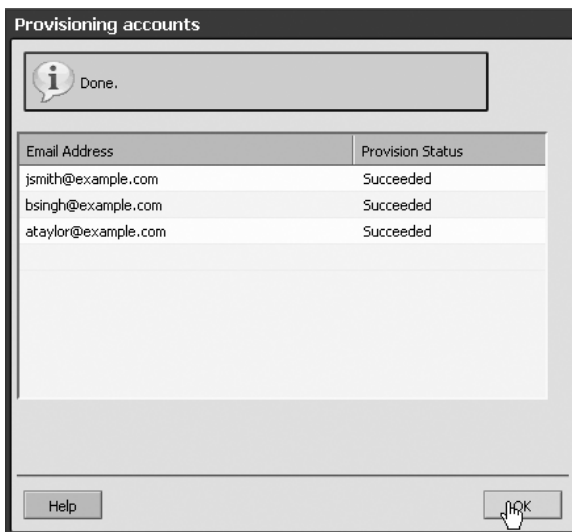 Provisioning accounts
Done.
Email Address Provision Status
jsmith@example.com Succeeded
bsingh@example.com Succeeded
ataylor@example.com Succeeded
Help OK